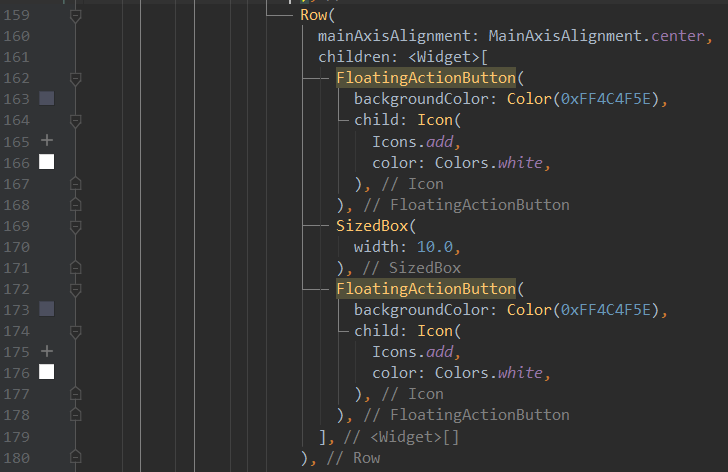 159 Row(
160 mainAxisAlignment: MainAxisAlignment.center,
161 children: <Widget>[
162 FloatingActionButton(
163 backgroundColor: Color(0xFF4C4F5E),
164 child: Icon(
165 Icons.add,
166 color: Colors.white,
167 ), // Icon
168 ), // FloatingActionButton
169 SizedBox(
170 width: 10.0,
171 ), // SizedBox
172 FloatingActionButton(
173 backgroundColor: Color(0xFF4C4F5E),
174 child: Icon(
175 Icons.add,
176 color: Colors.white,
177 ), // Icon
178 ), // FloatingActionButton
179 ], // <Widget>[]
180 ), // Row